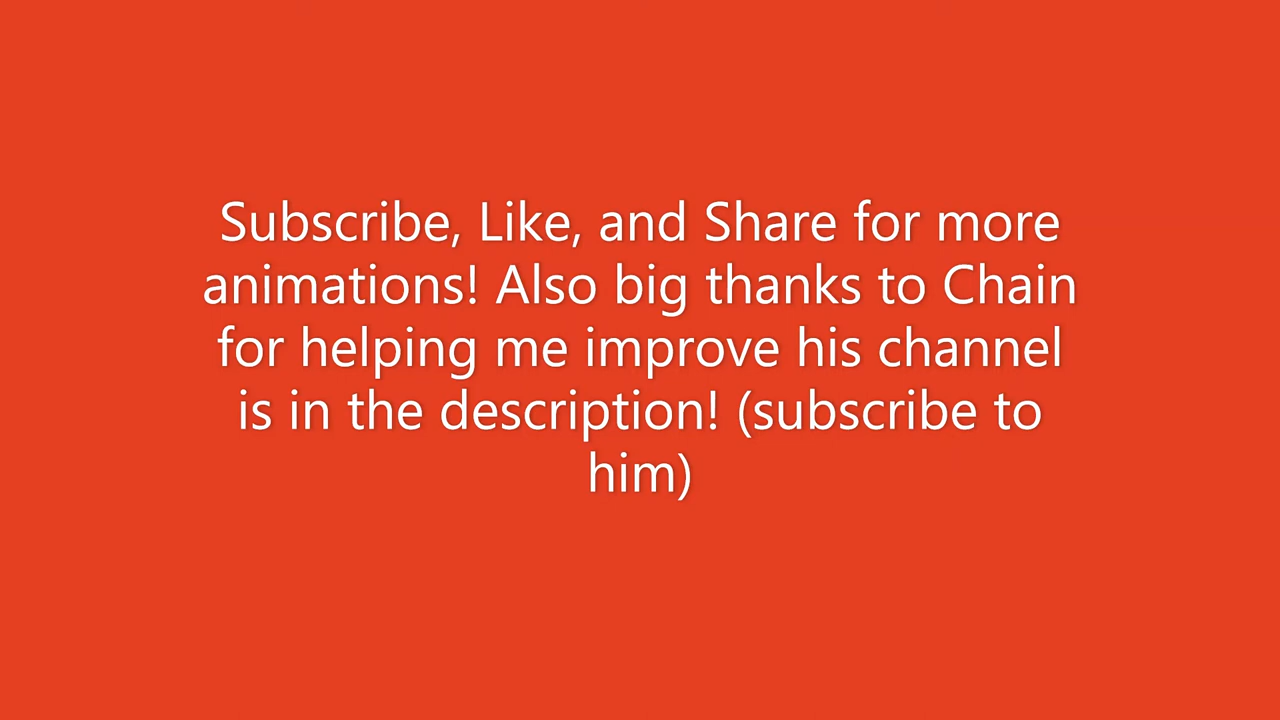 Subscribe, Like, and Share for more
animations! Also big thanks to Chain
for helping me improve his channel
is in the description! (subscribe to
him)